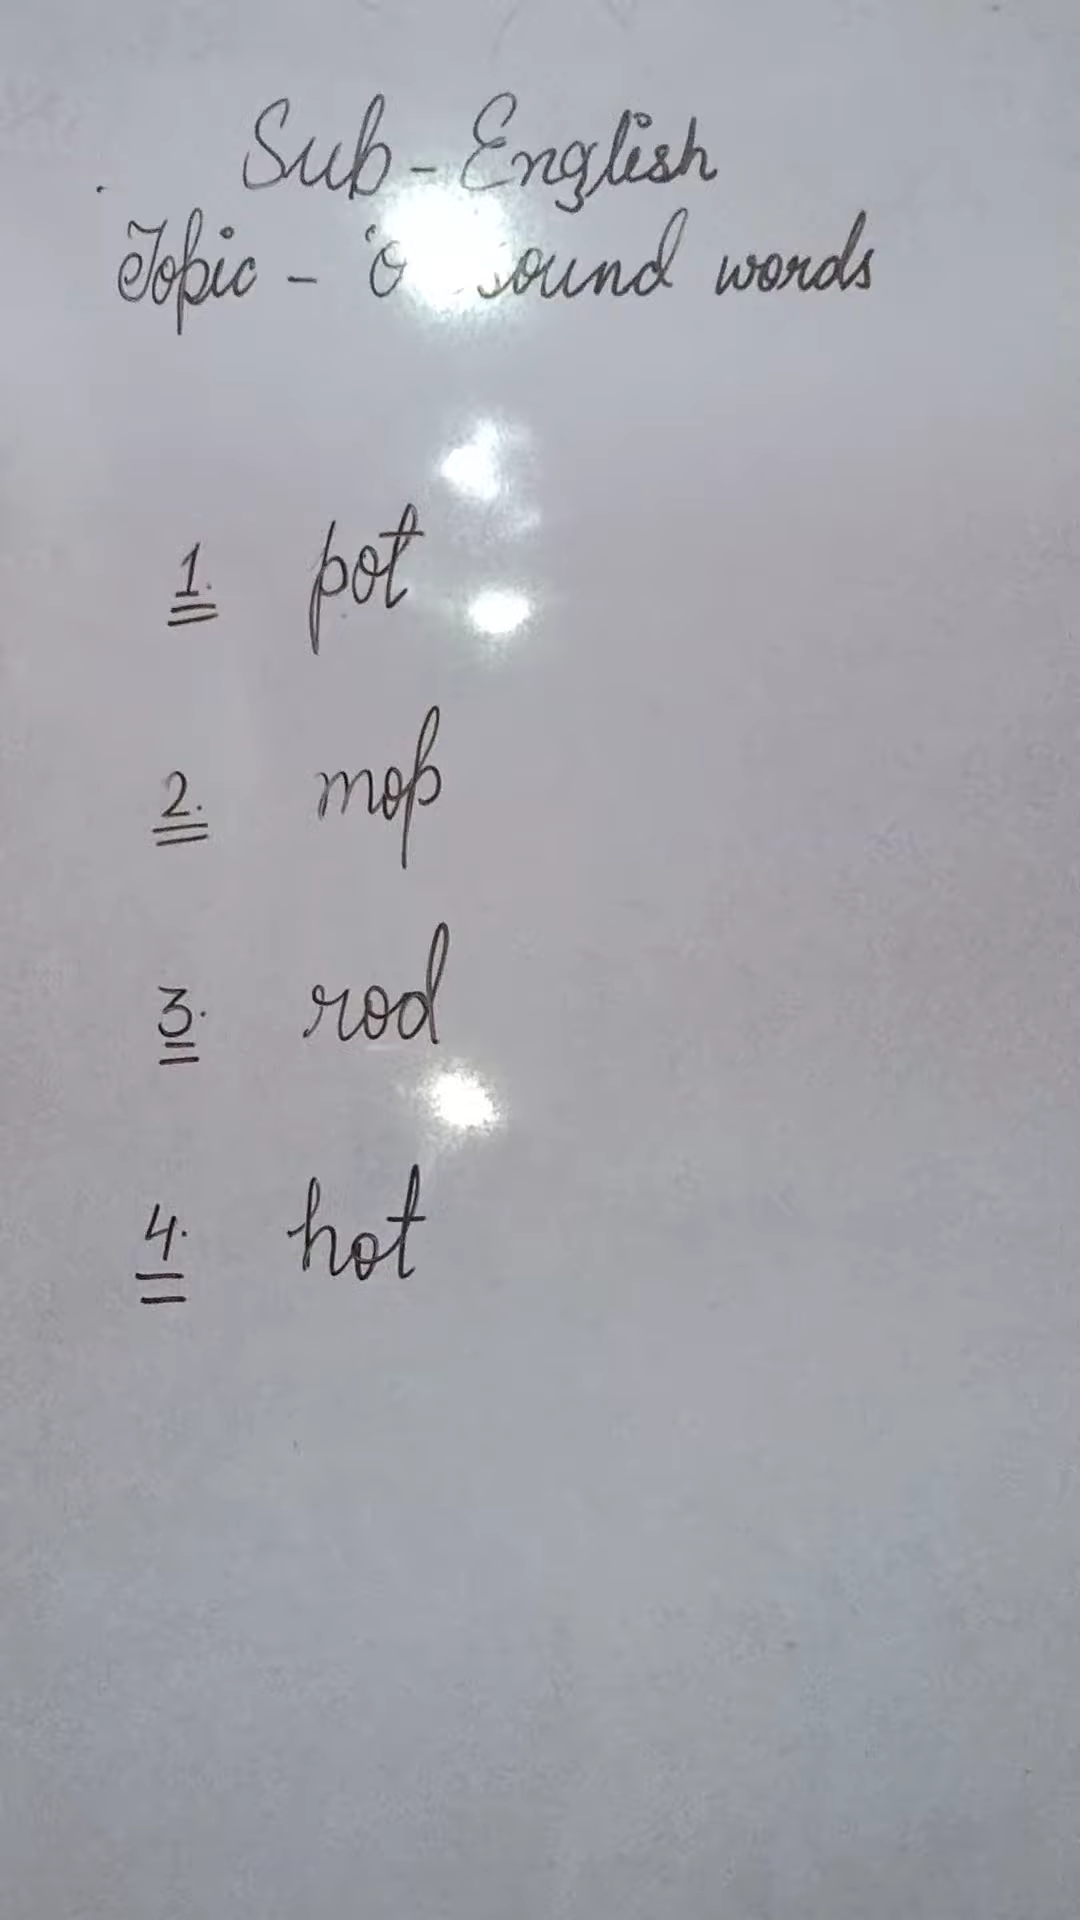 Sub - English
Topic - 'o sound words
1. pot
2. mop
3. rod
4. hot